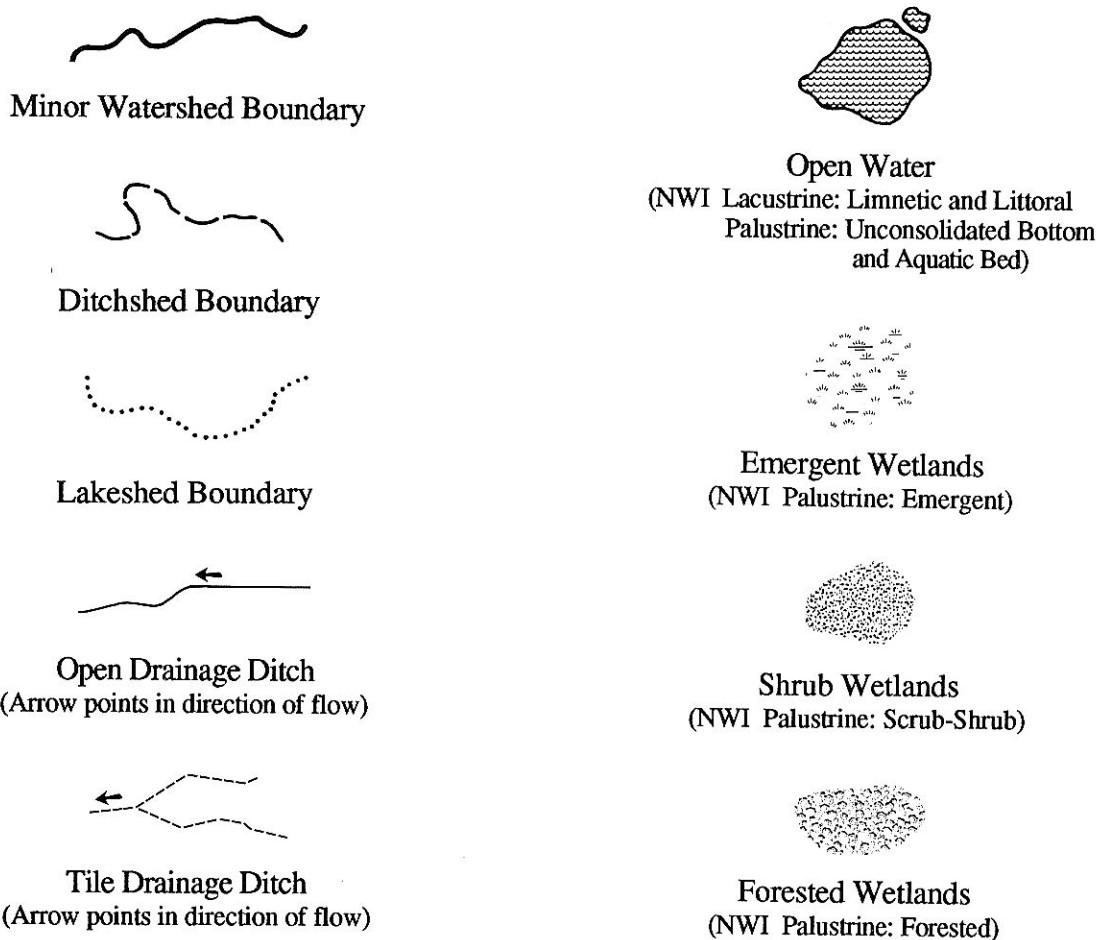 Minor Watershed Boundary
Ditchshed Boundary
Lakeshed Boundary
Open Drainage Ditch
(Arrow points in direction of flow)
Tile Drainage Ditch
(Arrow points in direction of flow)
Open Water
(NWI Lacustrine: Limnetic and Littoral
Palustrine: Unconsolidated Bottom
and Aquatic Bed)
Emergent Wetlands
(NWI Palustrine: Emergent)
Shrub Wetlands
(NWI Palustrine: Scrub-Shrub)
Forested Wetlands
(NWI Palustrine: Forested)